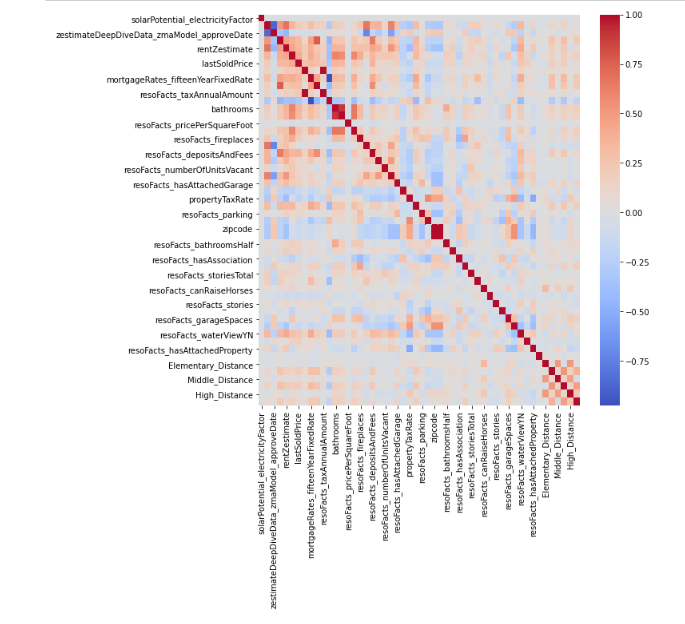 solarPotential_electricityFactor
zestimateDeepDiveData_zmaModel_approveDate
rentZestimate
lastSoldPrice
mortgageRates_fifteenYearFixedRate
resoFacts_taxAnnualAmount
bathrooms
resoFacts_pricePerSquareFoot
resoFacts_fireplaces
resoFacts_depositsAndFees
resoFacts_numberOfUnitsVacant
resoFacts_hasAttachedGarage
propertyTaxRate
resoFacts_parking
zipcode
resoFacts_bathroomsHalf
resoFacts_hasAssociation
resoFacts_storiesTotal
resoFacts_canRaiseHorses
resoFacts_stories
resoFacts_garageSpaces
resoFacts_waterViewYN
resoFacts_hasAttachedProperty
Elementary_Distance
Middle_Distance
High_Distance
1.00
0.75
0.50
0.25
0.00
−0.25
−0.50
−0.75
solarPotential_electricityFactor
zestimateDeepDiveData_zmaModel_approveDate
rentZestimate
lastSoldPrice
mortgageRates_fifteenYearFixedRate
resoFacts_taxAnnualAmount
bathrooms
resoFacts_pricePerSquareFoot
resoFacts_fireplaces
resoFacts_depositsAndFees
resoFacts_numberOfUnitsVacant
resoFacts_hasAttachedGarage
propertyTaxRate
resoFacts_parking
zipcode
resoFacts_bathroomsHalf
resoFacts_hasAssociation
resoFacts_storiesTotal
resoFacts_canRaiseHorses
resoFacts_stories
resoFacts_garageSpaces
resoFacts_waterViewYN
resoFacts_hasAttachedProperty
Elementary_Distance
Middle_Distance
High_Distance